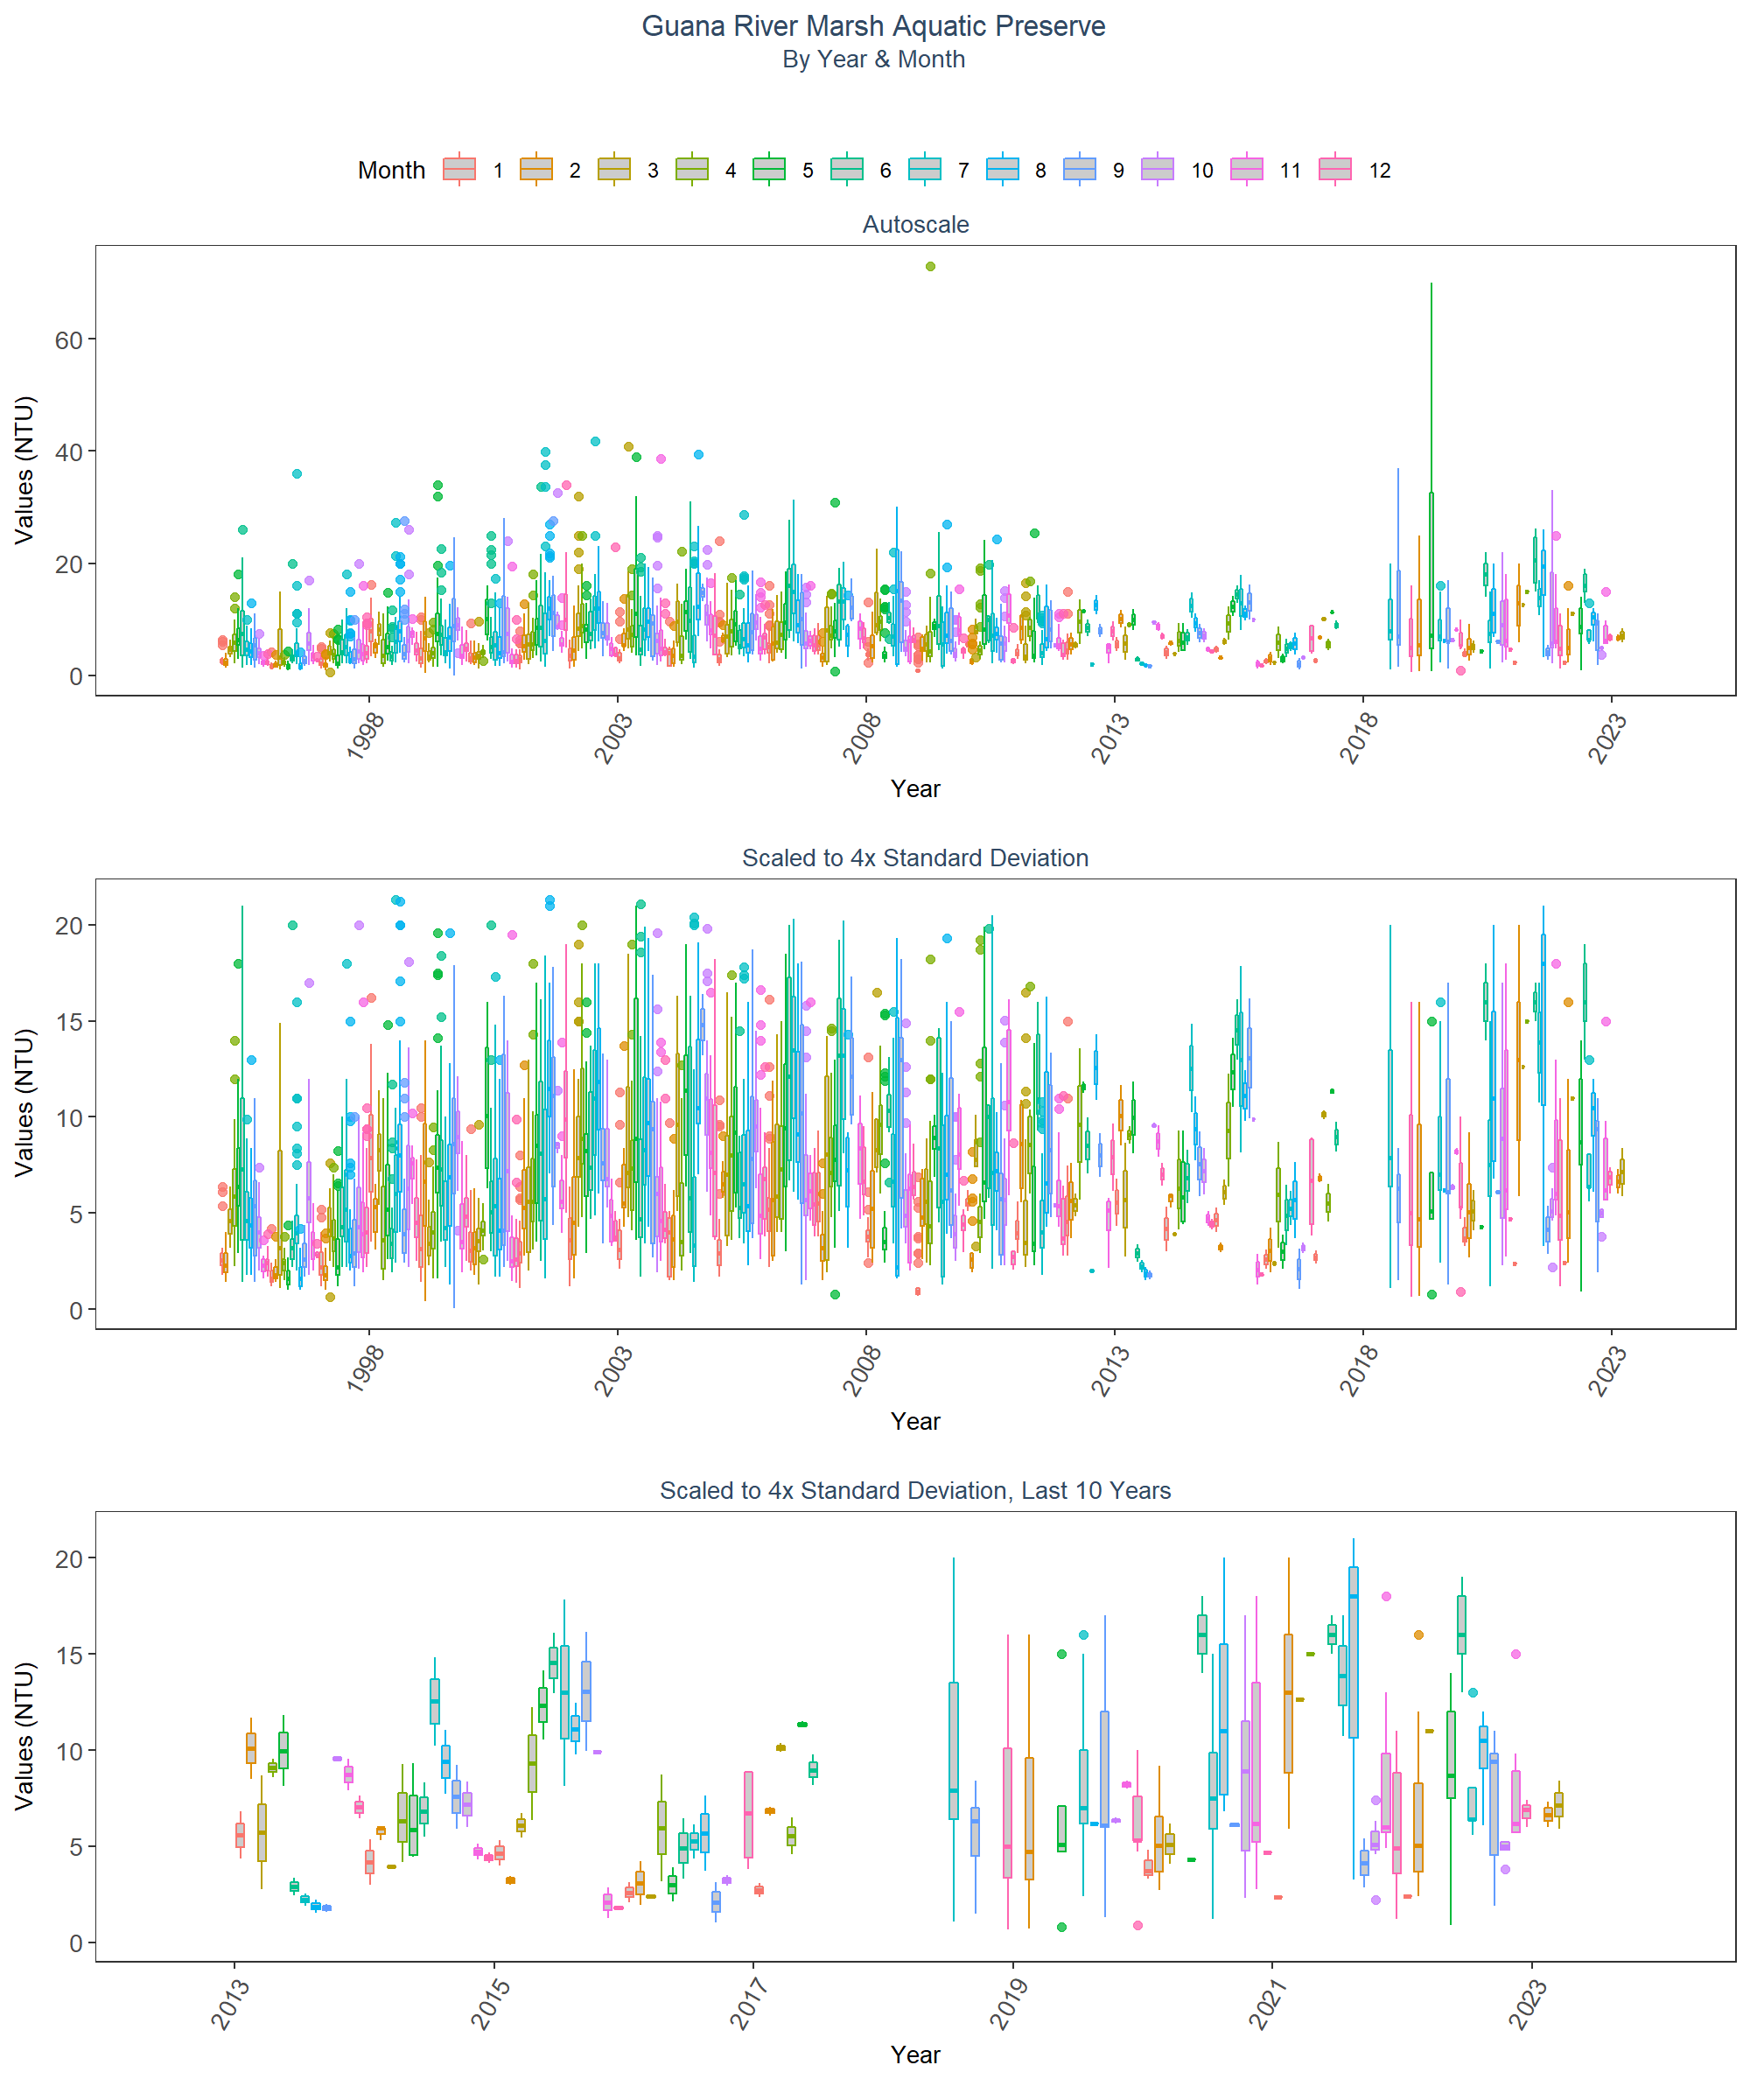 Guana River Marsh Aquatic Preserve
By Year & Month
Month 1 2 3 4 5 6 7 8 9 10 11 12
Autoscale
Values (NTU)
60
40
20
0
1998 2003 2008 2013 2018 2023
Year
Scaled to 4x Standard Deviation
Values (NTU)
20
15
10
5
0
1998 2003 2008 2013 2018 2023
Year
Scaled to 4x Standard Deviation, Last 10 Years
Values (NTU)
20
15
10
5
0
2013 2015 2017 2019 2021 2023
Year